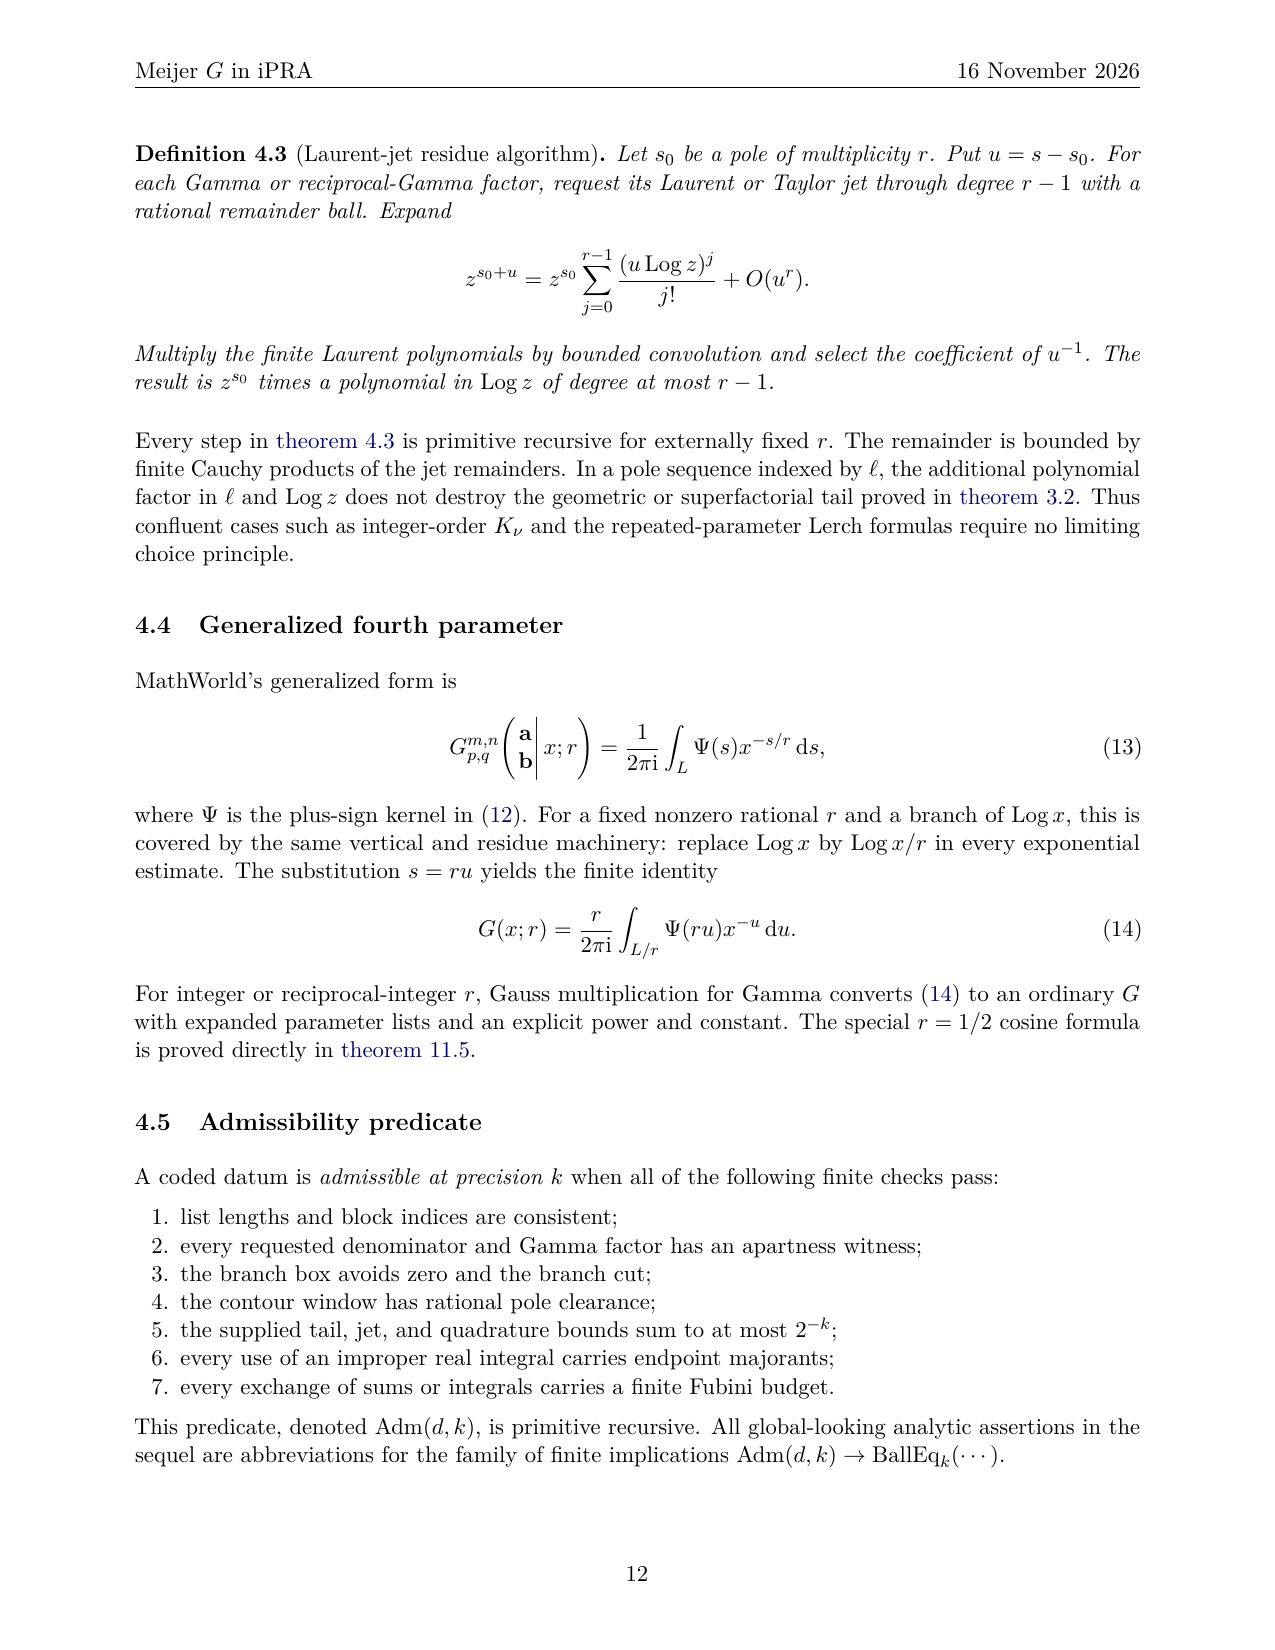 Meijer G in iPRA 16 November 2026
Definition 4.3 (Laurent-jet residue algorithm). Let s₀ be a pole of multiplicity r. Put u = s − s₀. For
each Gamma or reciprocal-Gamma factor, request its Laurent or Taylor jet through degree r − 1 with a
rational remainder ball. Expand
z^{s₀+u} = z^{s₀} \sum_{j=0}^{r−1} \frac{(u Log z)^j}{j!} + O(u^r).
Multiply the finite Laurent polynomials by bounded convolution and select the coefficient of u^{−1}. The
result is z^{s₀} times a polynomial in Log z of degree at most r − 1.
Every step in theorem 4.3 is primitive recursive for externally fixed r. The remainder is bounded by
finite Cauchy products of the jet remainders. In a pole sequence indexed by ℓ, the additional polynomial
factor in ℓ and Log z does not destroy the geometric or superfactorial tail proved in theorem 3.2. Thus
confluent cases such as integer-order K_ν and the repeated-parameter Lerch formulas require no limiting
choice principle.
4.4 Generalized fourth parameter
MathWorld's generalized form is
G^{m,n}_{p,q}\left( \begin{matrix} a \\ b \end{matrix} \middle| x; r \right) = \frac{1}{2πi} \int_L Ψ(s)x^{−s/r} ds, (13)
where Ψ is the plus-sign kernel in (12). For a fixed nonzero rational r and a branch of Log x, this is
covered by the same vertical and residue machinery: replace Log x by Log x/r in every exponential
estimate. The substitution s = ru yields the finite identity
G(x; r) = \frac{r}{2πi} \int_{L/r} Ψ(ru)x^{−u} du. (14)
For integer or reciprocal-integer r, Gauss multiplication for Gamma converts (14) to an ordinary G
with expanded parameter lists and an explicit power and constant. The special r = 1/2 cosine formula
is proved directly in theorem 11.5.
4.5 Admissibility predicate
A coded datum is admissible at precision k when all of the following finite checks pass:
1. list lengths and block indices are consistent;
2. every requested denominator and Gamma factor has an apartness witness;
3. the branch box avoids zero and the branch cut;
4. the contour window has rational pole clearance;
5. the supplied tail, jet, and quadrature bounds sum to at most 2^{−k};
6. every use of an improper real integral carries endpoint majorants;
7. every exchange of sums or integrals carries a finite Fubini budget.
This predicate, denoted Adm(d, k), is primitive recursive. All global-looking analytic assertions in the
sequel are abbreviations for the family of finite implications Adm(d, k) → BallEq_k(· · ·).
12